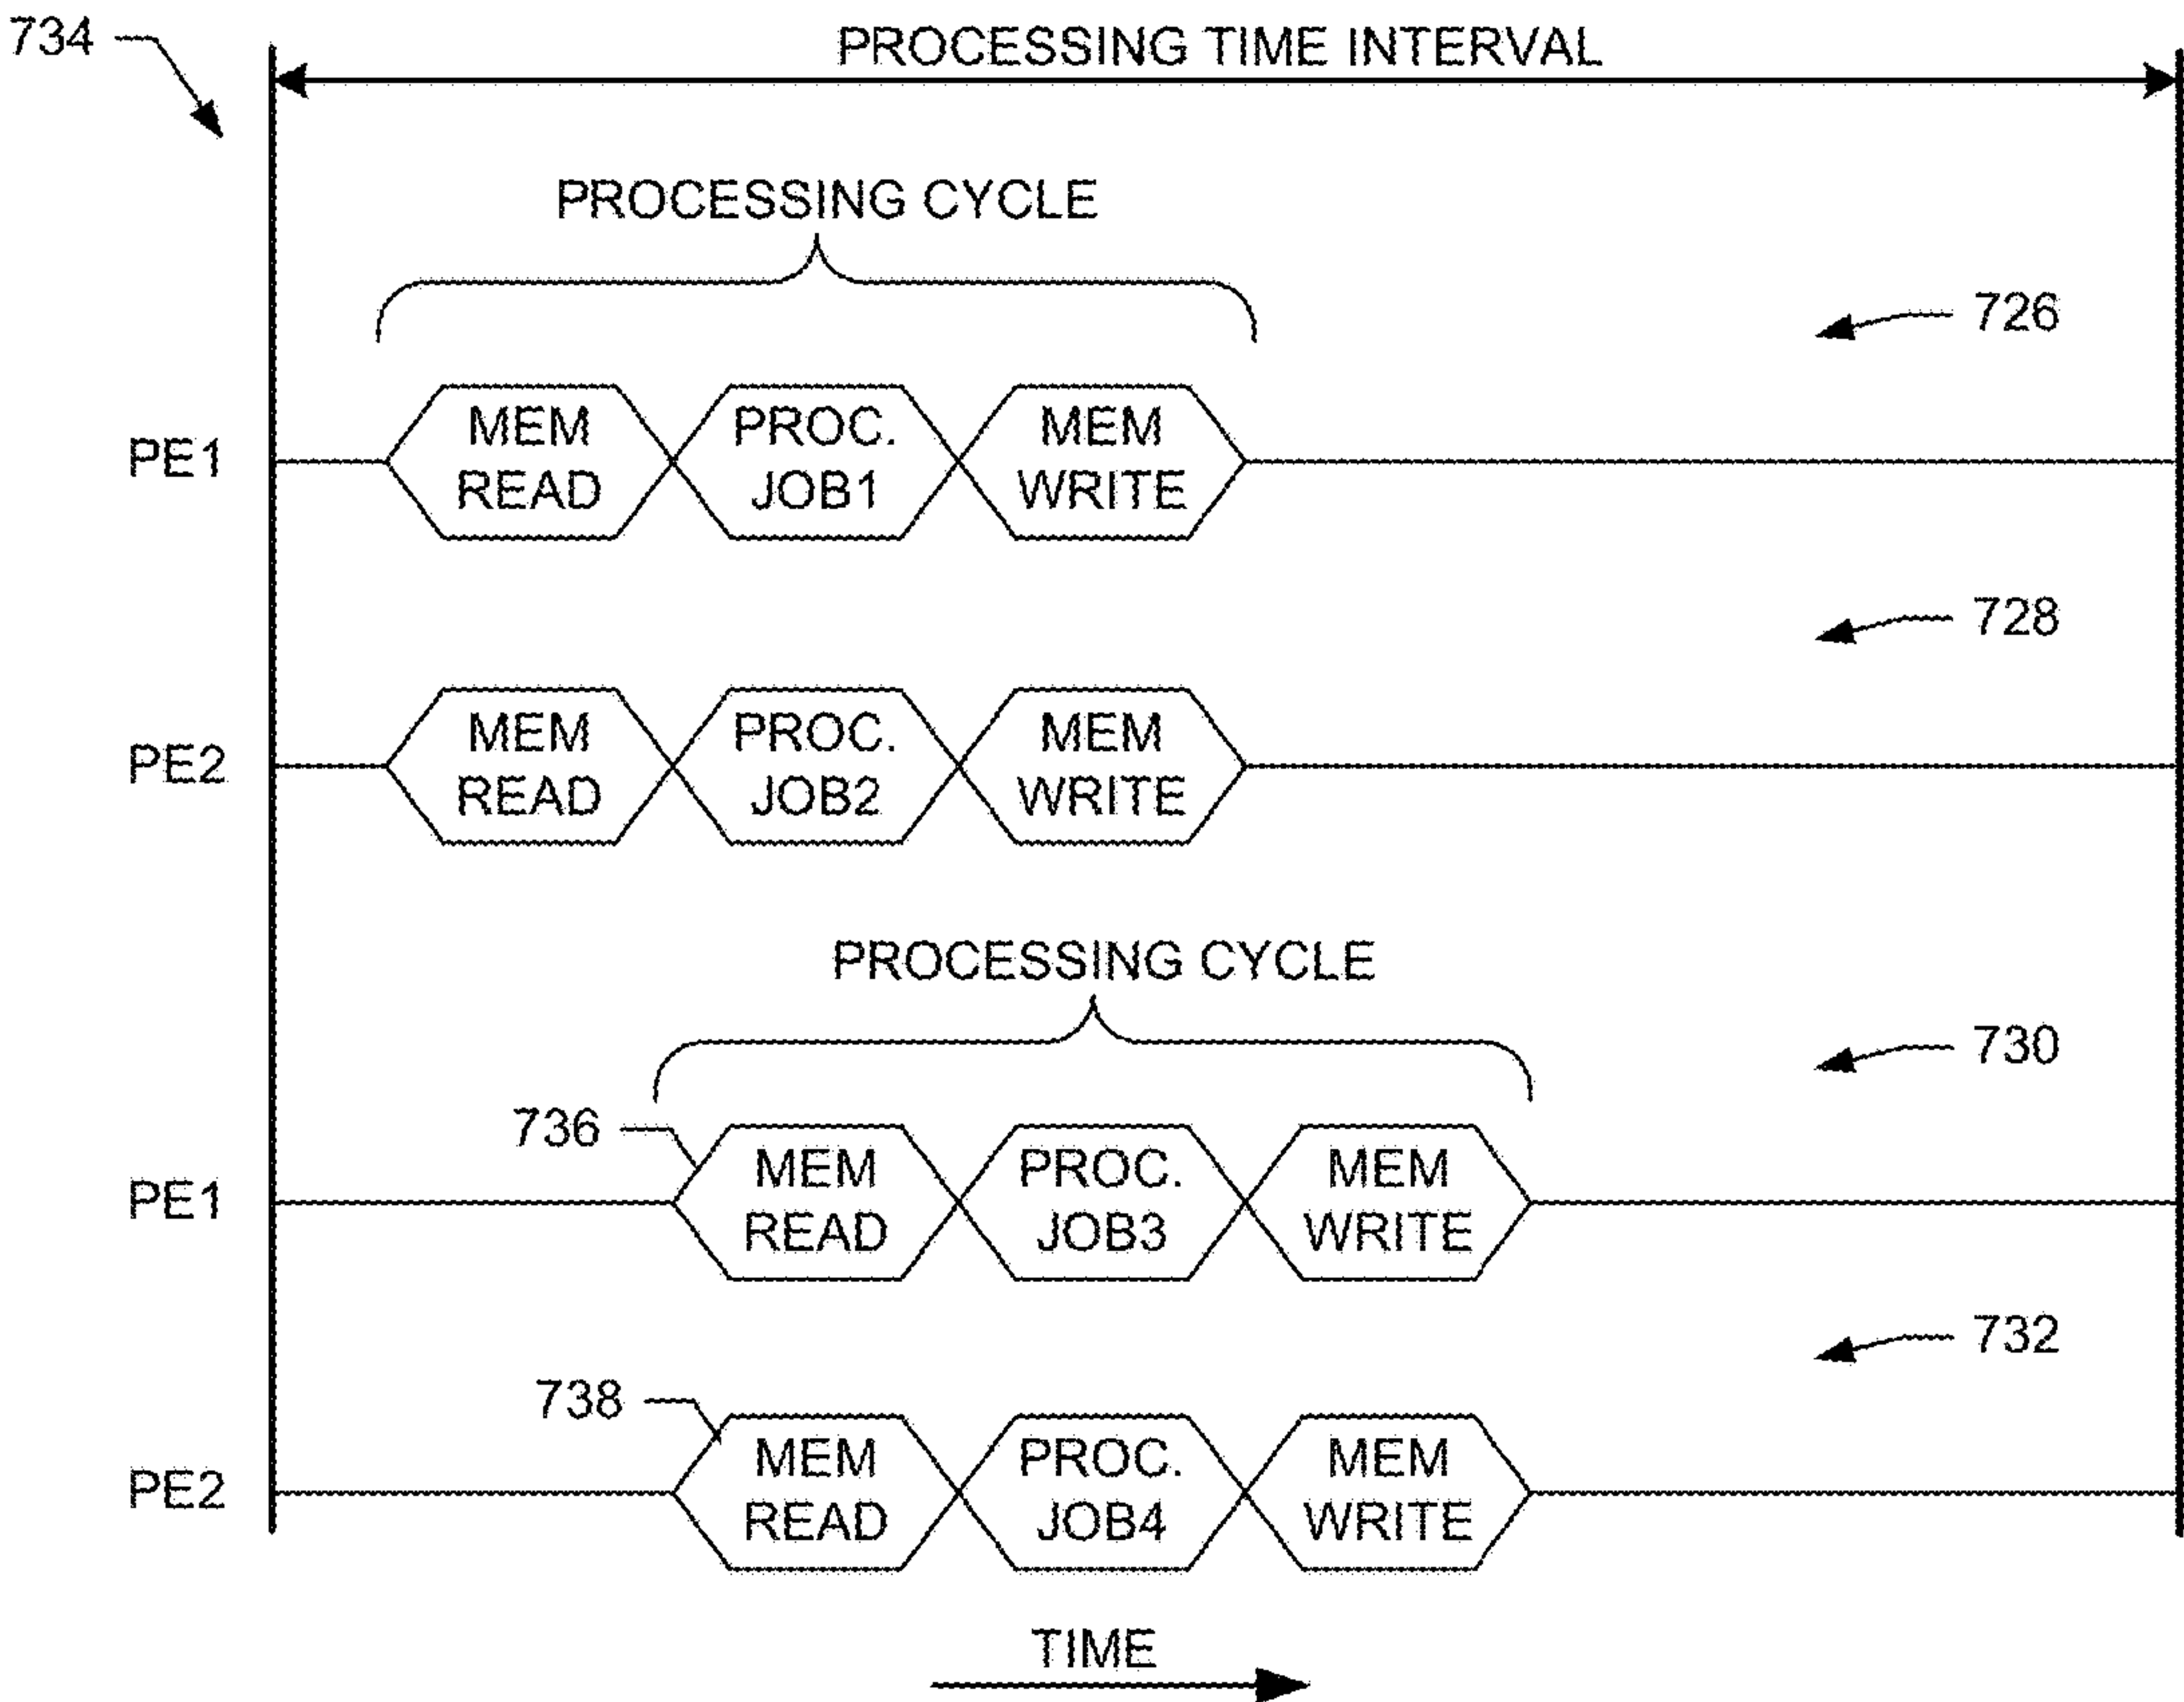 734
PROCESSING TIME INTERVAL
PROCESSING CYCLE
726
PE1
MEM READ
PROC. JOB1
MEM WRITE
728
PE2
MEM READ
PROC. JOB2
MEM WRITE
PROCESSING CYCLE
730
736
PE1
MEM READ
PROC. JOB3
MEM WRITE
732
738
PE2
MEM READ
PROC. JOB4
MEM WRITE
TIME